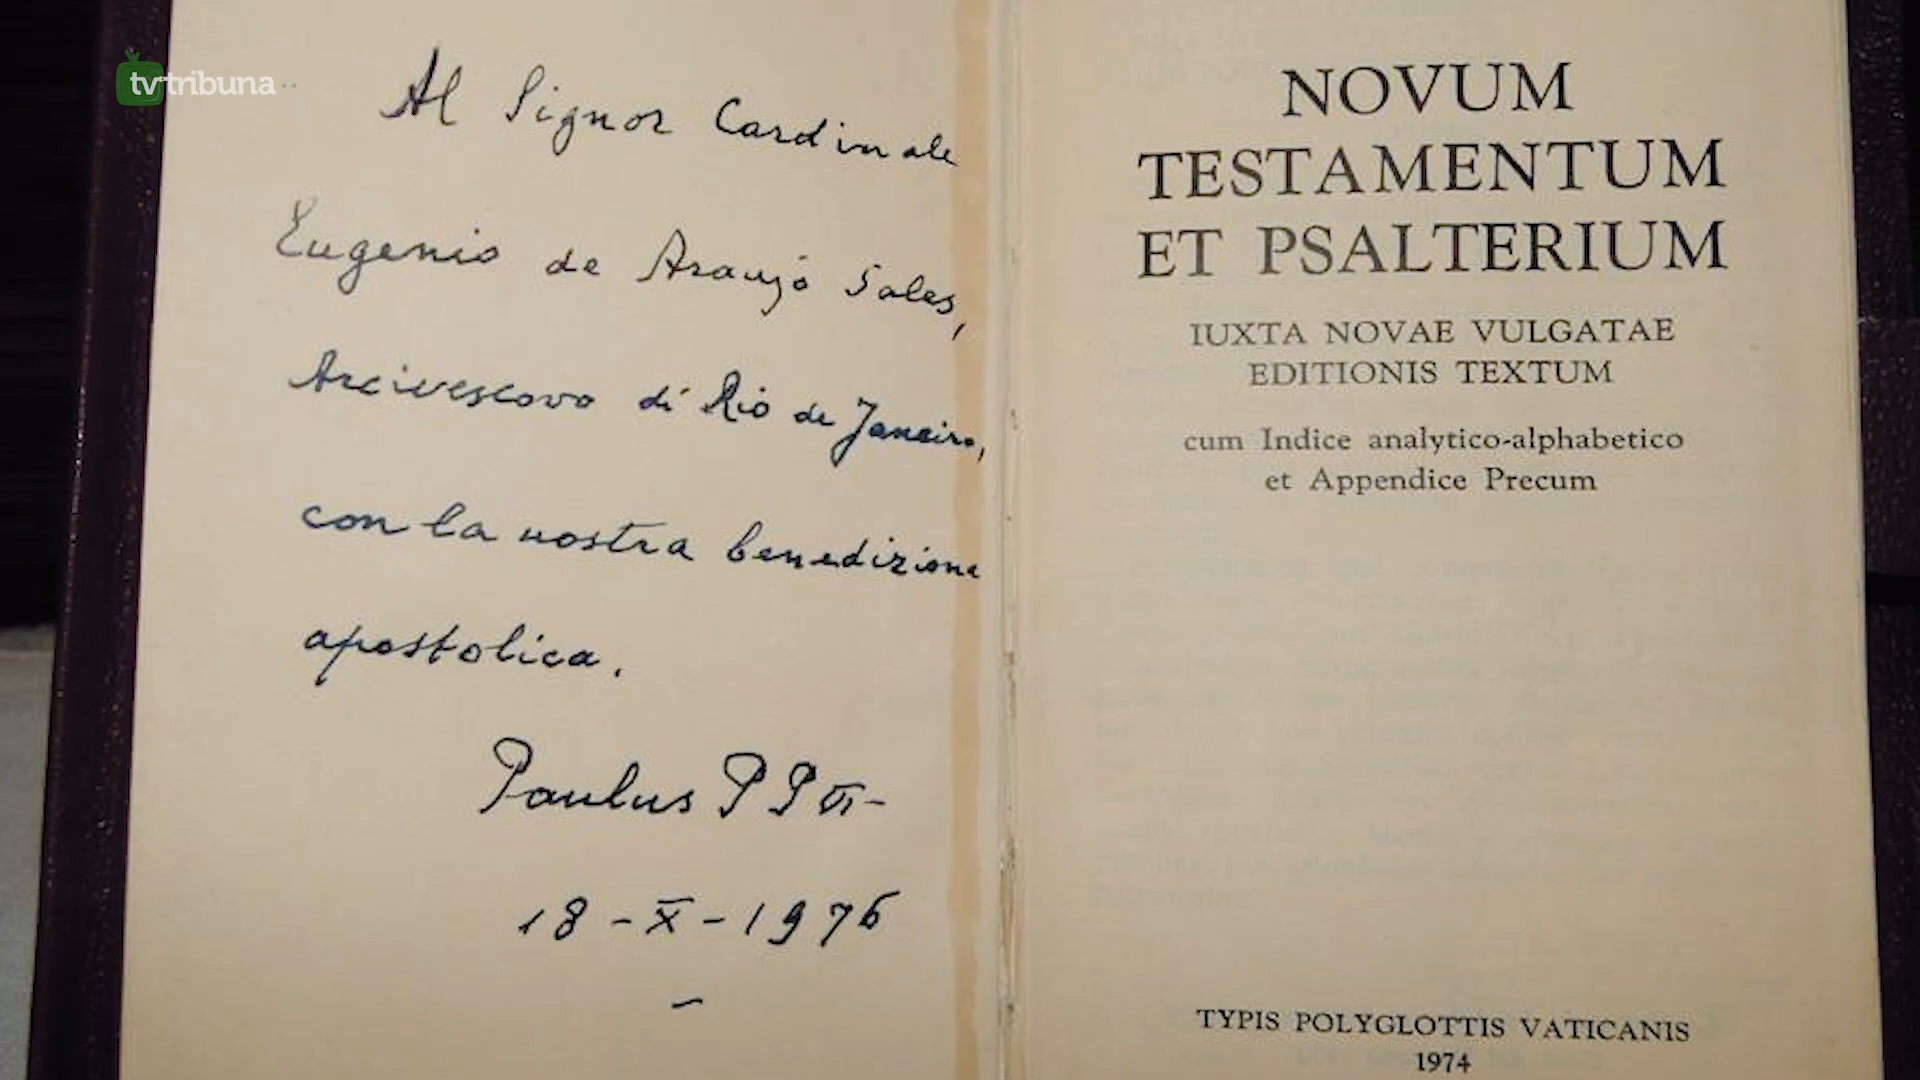 tvtribuna
Al Signor Cardinale
Eugenio de Araujo Sales,
Arcivescovo di Rio de Janeiro,
con la nostra benedizione
apostolica.
Paulus PP VI-
18-X-1976
NOVUM
TESTAMENTUM
ET PSALTERIUM
IUXTA NOVAE VULGATAE
EDITIONIS TEXTUM
cum Indice analytico-alphabetico
et Appendice Precum
TYPIS POLYGLOTTIS VATICANIS
1974